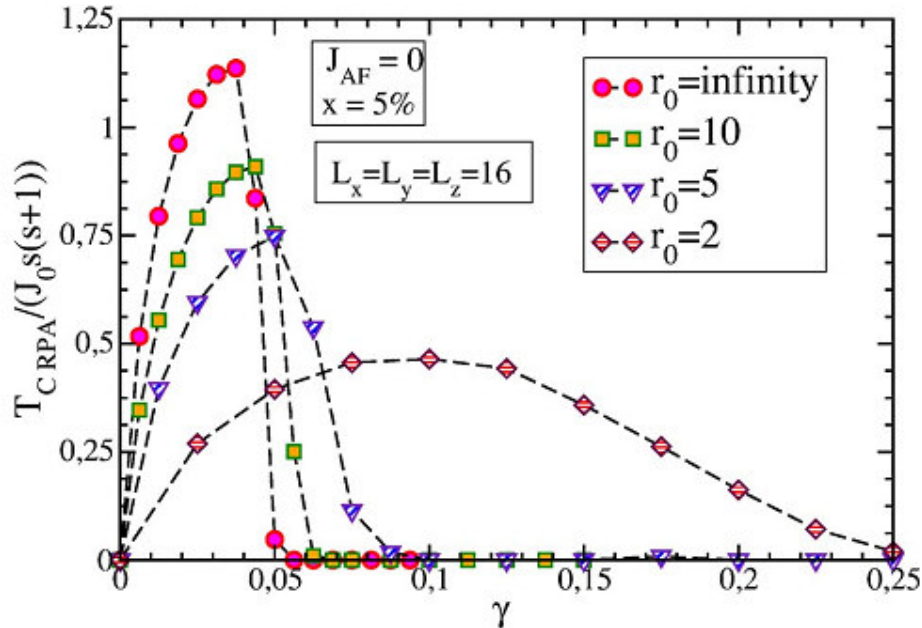 1,25
1
0,75
0,5
0,25
0
T_C RPA/(J_0s(s+1))
J_AF = 0
x = 5%
L_x=L_y=L_z=16
r_0=infinity
r_0=10
r_0=5
r_0=2
0 0,05 0,1 0,15 0,2 0,25
γ